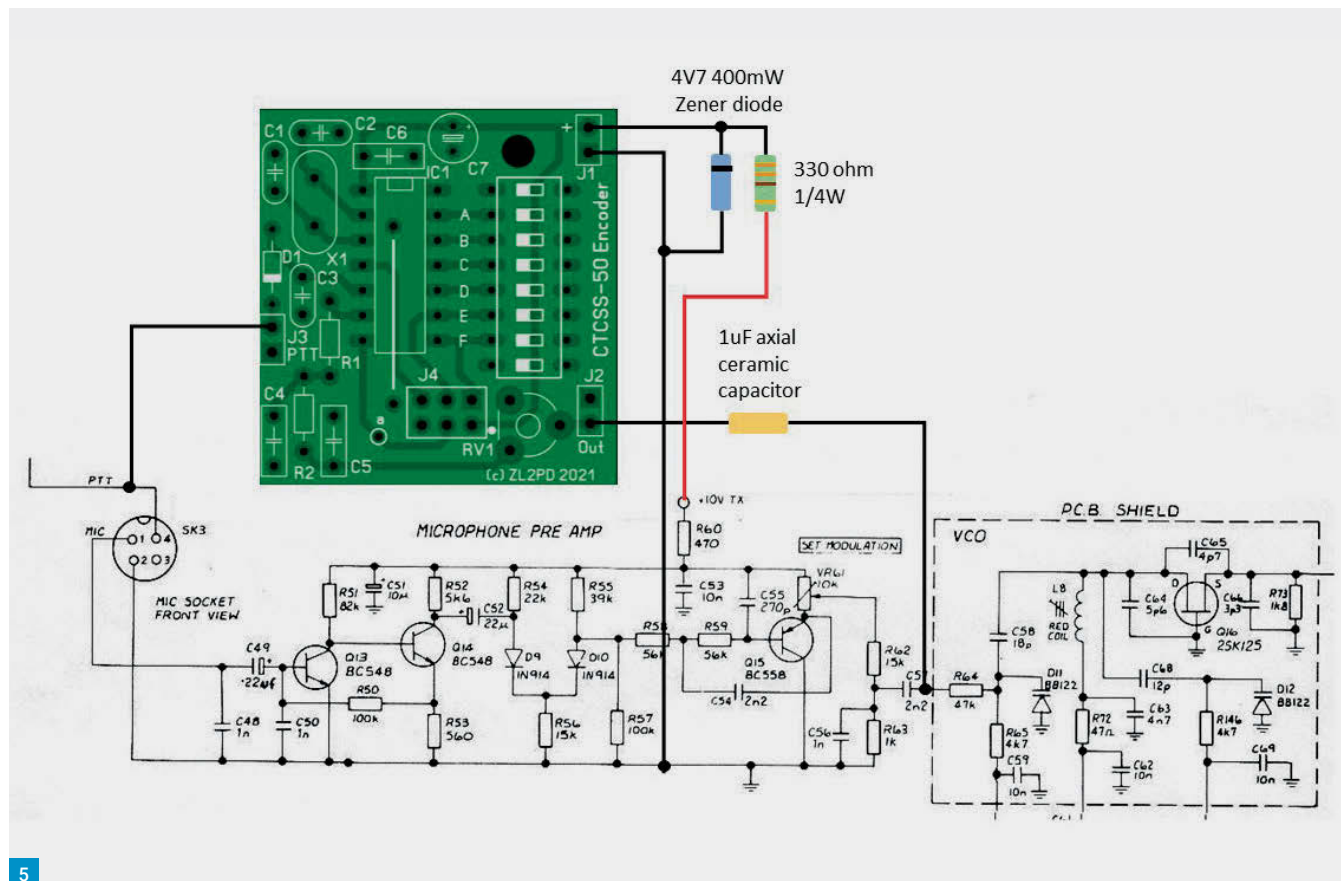 4V7 400mW
Zener diode
330 ohm
1/4W
1uF axial
ceramic
capacitor
C1
C2
C6
C7
IC1
J1
+
A
B
C
D
E
F
X1
D1
C3
J3
PTT
R1
C4
R2
C5
J4
a
RV1
J2
Out
CTCSS-50 Encoder
(c) ZL2PD 2021
PTT
MIC
SK3
1
4
2
3
MIC SOCKET
FRONT VIEW
MICROPHONE PRE AMP
+10V TX
R60
470
SET MODULATION
VR61
10k
P.C.B. SHIELD
VCO
R51
82k
C51
10µ
R52
5k6
C52
22µ
R54
22k
R55
39k
C53
10n
C55
270p
R58
56k
R59
56k
Q15
BC558
C54
2n2
C49
.22µF
Q13
BC548
Q14
BC548
R50
100k
C48
1n
C50
1n
R53
560
D9
1N914
D10
1N914
R56
15k
R57
100k
R62
15k
C56
1n
R63
1k
C5
2n2
R64
47k
C58
18p
D11
BB122
R65
4k7
C59
10n
L8
RED
COIL
R72
47Ω
C63
4n7
C62
10n
C64
5p6
C65
4p7
D
S
G
Q16
2SK125
C66
3p3
R73
1k8
C68
12p
D12
BB122
R146
4k7
C69
10n
5